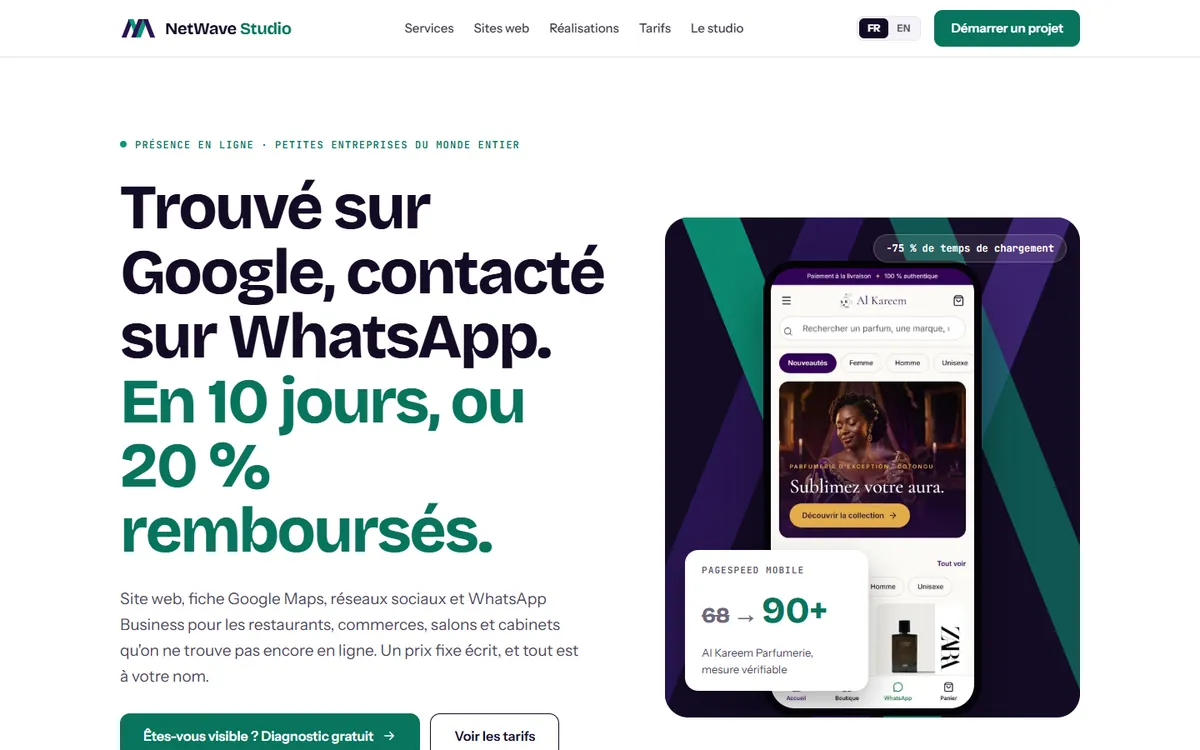 NetWave Studio
Services
Sites web
Réalisations
Tarifs
Le studio
FR
EN
Démarrer un projet
PRÉSENCE EN LIGNE · PETITES ENTREPRISES DU MONDE ENTIER
Trouvé sur
Google, contacté
sur WhatsApp.
En 10 jours, ou
20 %
remboursés.
Site web, fiche Google Maps, réseaux sociaux et WhatsApp
Business pour les restaurants, commerces, salons et cabinets
qu'on ne trouve pas encore en ligne. Un prix fixe écrit, et tout est
à votre nom.
Êtes-vous visible ? Diagnostic gratuit →
Voir les tarifs
-75 % de temps de chargement
Paiement à la livraison + 100 % authentique
Al Kareem
Rechercher un parfum, une marque,
Nouveautés
Femme
Homme
Unisexe
PARFUMERIE D'EXCEPTION · COTONOU
Sublimez votre aura.
Découvrir la collection →
Tout voir
Homme
Unisexe
ZARA
PAGESPEED MOBILE
68 → 90+
Al Kareem Parfumerie,
mesure vérifiable
Accueil
Boutique
WhatsApp
Panier